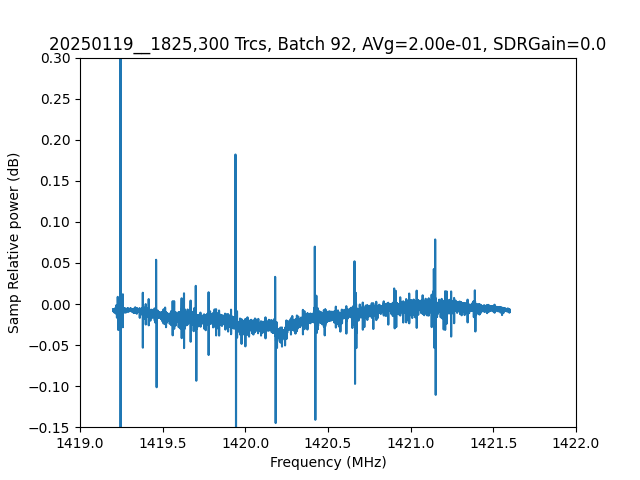 20250119__1825,300 Trcs, Batch 92, AVg=2.00e-01, SDRGain=0.0
0.30
0.25
0.20
0.15
0.10
0.05
0.00
−0.05
−0.10
−0.15
Samp Relative power (dB)
1419.0 1419.5 1420.0 1420.5 1421.0 1421.5 1422.0
Frequency (MHz)